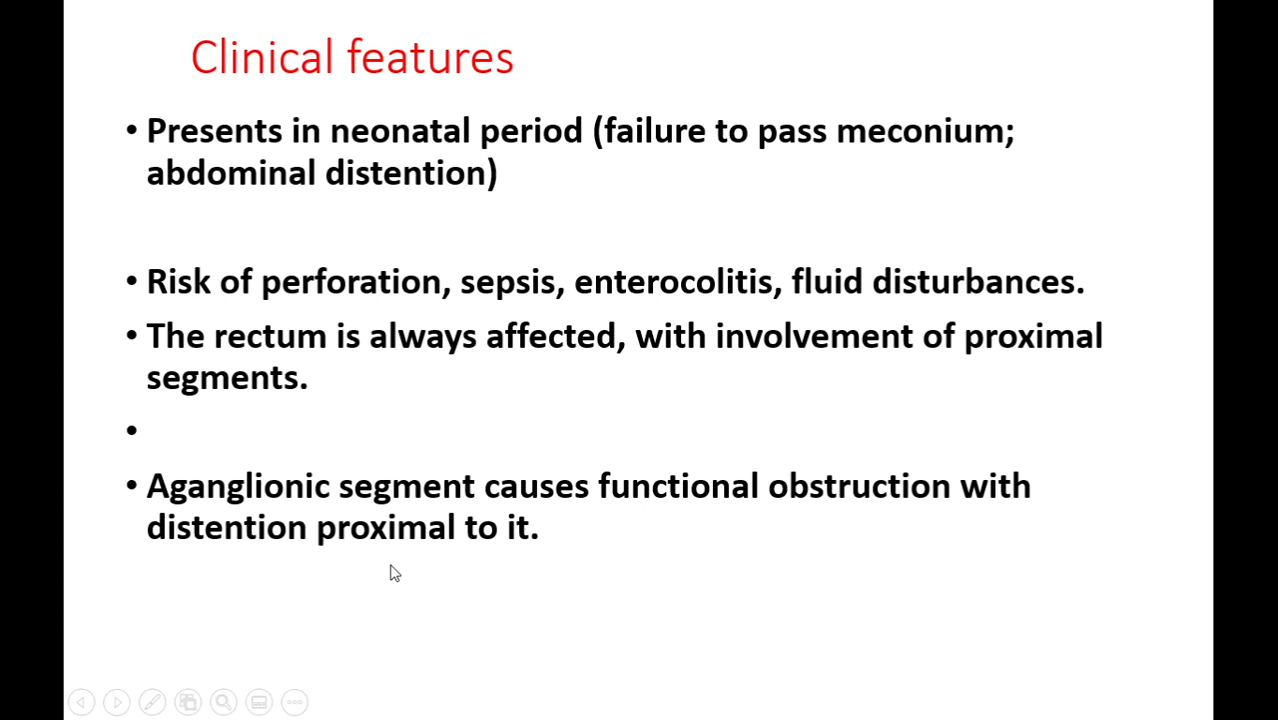 Clinical features
• Presents in neonatal period (failure to pass meconium;
abdominal distention)
• Risk of perforation, sepsis, enterocolitis, fluid disturbances.
• The rectum is always affected, with involvement of proximal
segments.
•
• Aganglionic segment causes functional obstruction with
distention proximal to it.